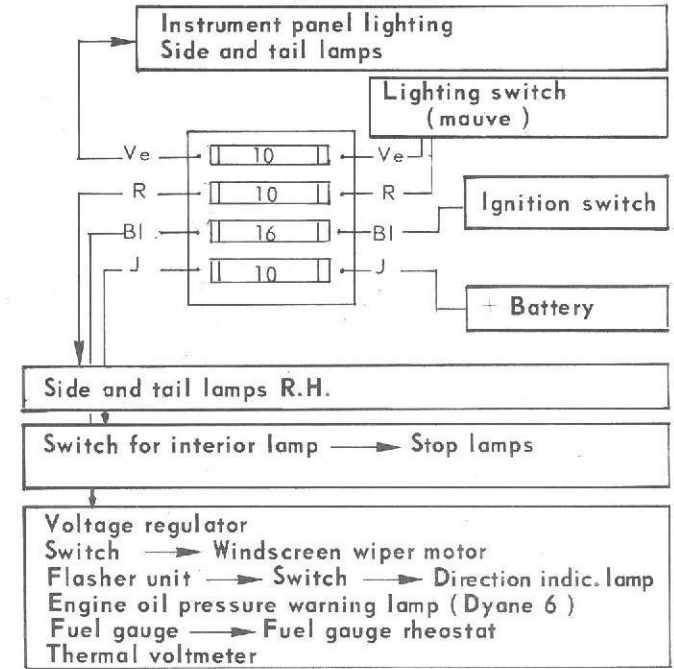 Instrument panel lighting
Side and tail lamps
Lighting switch
(mauve)
Ve 10 Ve
R 10 R
Ignition switch
Bl 16 Bl
J 10 J
+ Battery
Side and tail lamps R.H.
Switch for interior lamp → Stop lamps
Voltage regulator
Switch → Windscreen wiper motor
Flasher unit → Switch → Direction indic. lamp
Engine oil pressure warning lamp (Dyane 6)
Fuel gauge → Fuel gauge rheostat
Thermal voltmeter